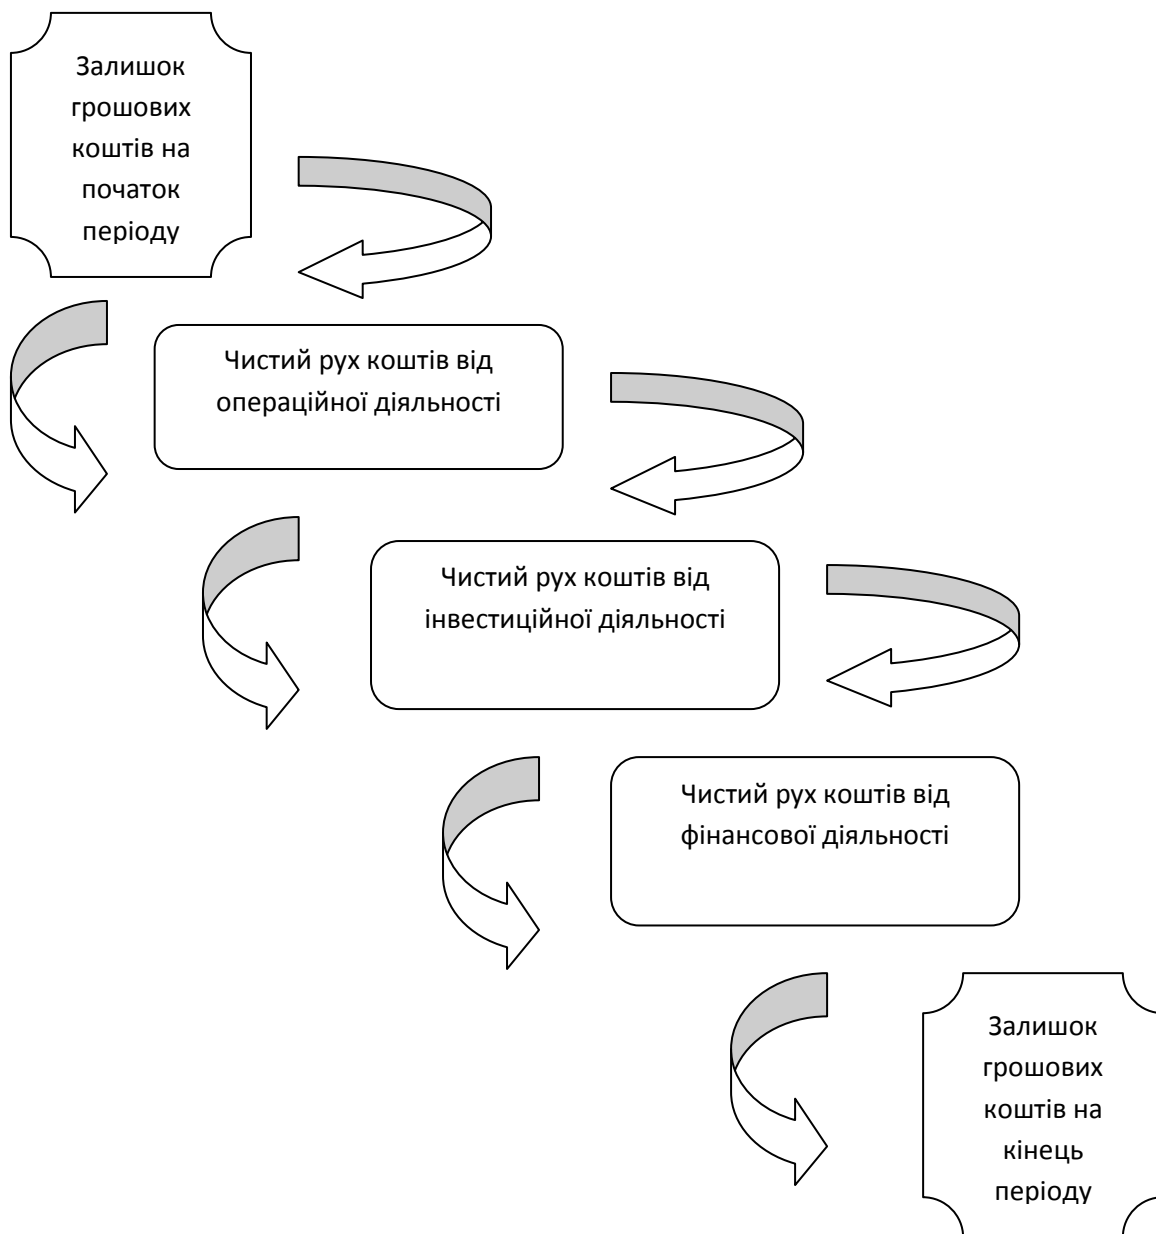 Залишок
грошових
коштів на
початок
періоду
Чистий рух коштів від
операційної діяльності
Чистий рух коштів від
інвестиційної діяльності
Чистий рух коштів від
фінансової діяльності
Залишок
грошових
коштів на
кінець
періоду